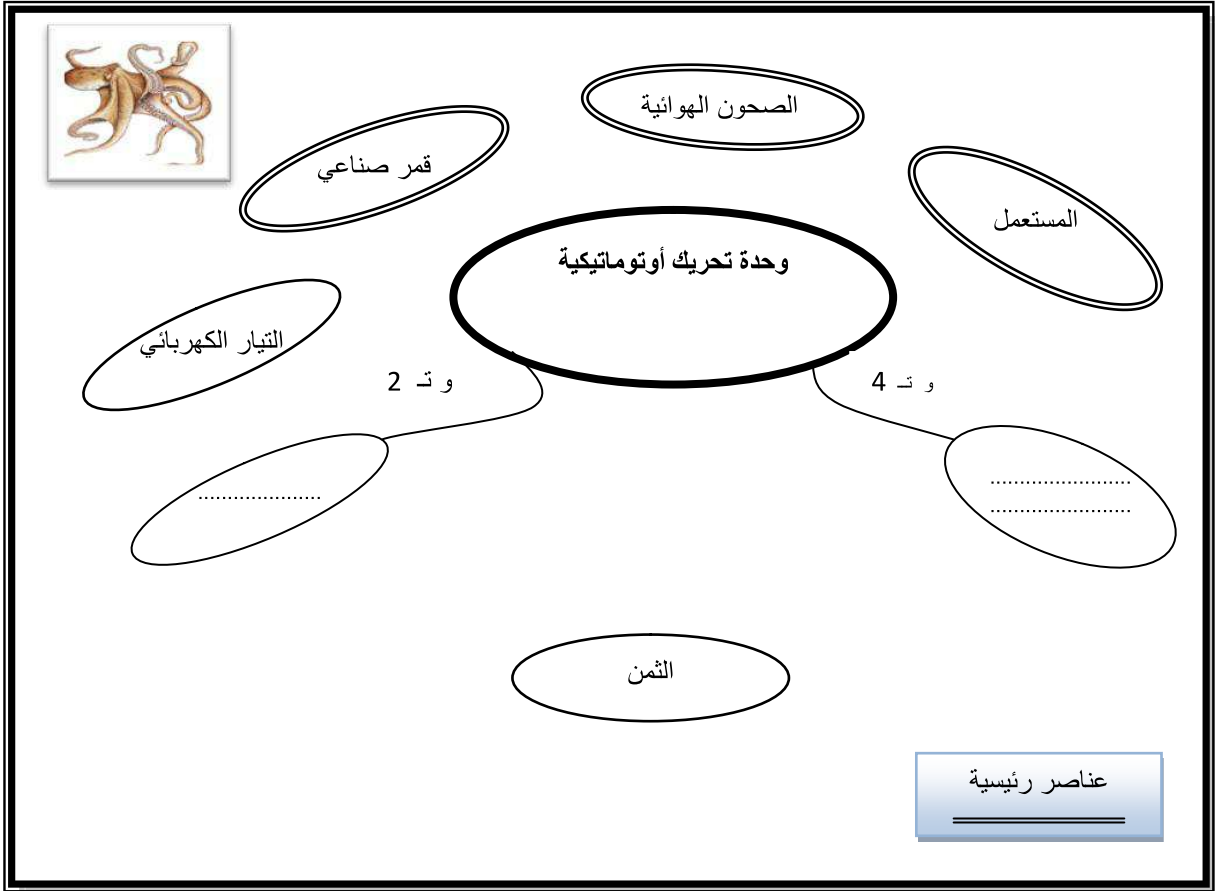 الصحون الهوائية
قمر صناعي
المستعمل
وحدة تحريك أوتوماتيكية
التيار الكهربائي
و تـ 4
و تـ 2
........................
........................
.....................
الثمن
عناصر رئيسية